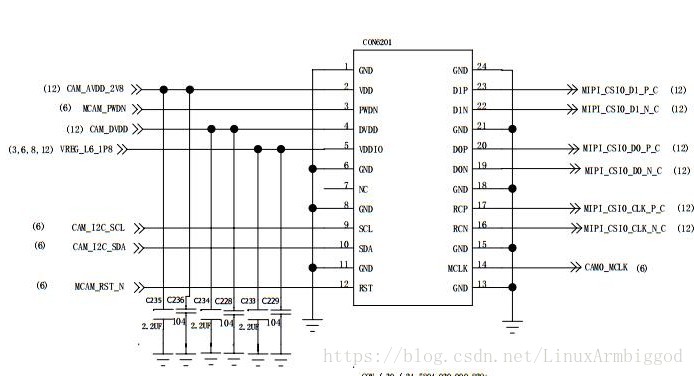 CON6201
1 GND GND 24
(12) CAM_AVDD_2V8 2 VDD D1P 23 MIPI_CSI0_D1_P_C (12)
(6) MCAM_PWDN 3 PWDN D1N 22 MIPI_CSI0_D1_N_C (12)
(12) CAM_DVDD 4 DVDD GND 21
(3,6,8,12) VREG_L6_1P8 5 VDDIO D0P 20 MIPI_CSI0_D0_P_C (12)
6 GND D0N 19 MIPI_CSI0_D0_N_C (12)
7 NC GND 18
8 GND RCP 17 MIPI_CSI0_CLK_P_C (12)
(6) CAM_I2C_SCL 9 SCL RCN 16 MIPI_CSI0_CLK_N_C (12)
(6) CAM_I2C_SDA 10 SDA GND 15
11 GND MCLK 14 CAM0_MCLK (6)
(6) MCAM_RST_N 12 RST GND 13
C235 C236 C234 C228 C233 C229
2.2UF 104 2.2UF 104 2.2UF 104
https://blog.csdn.net/LinuxArmbiggod